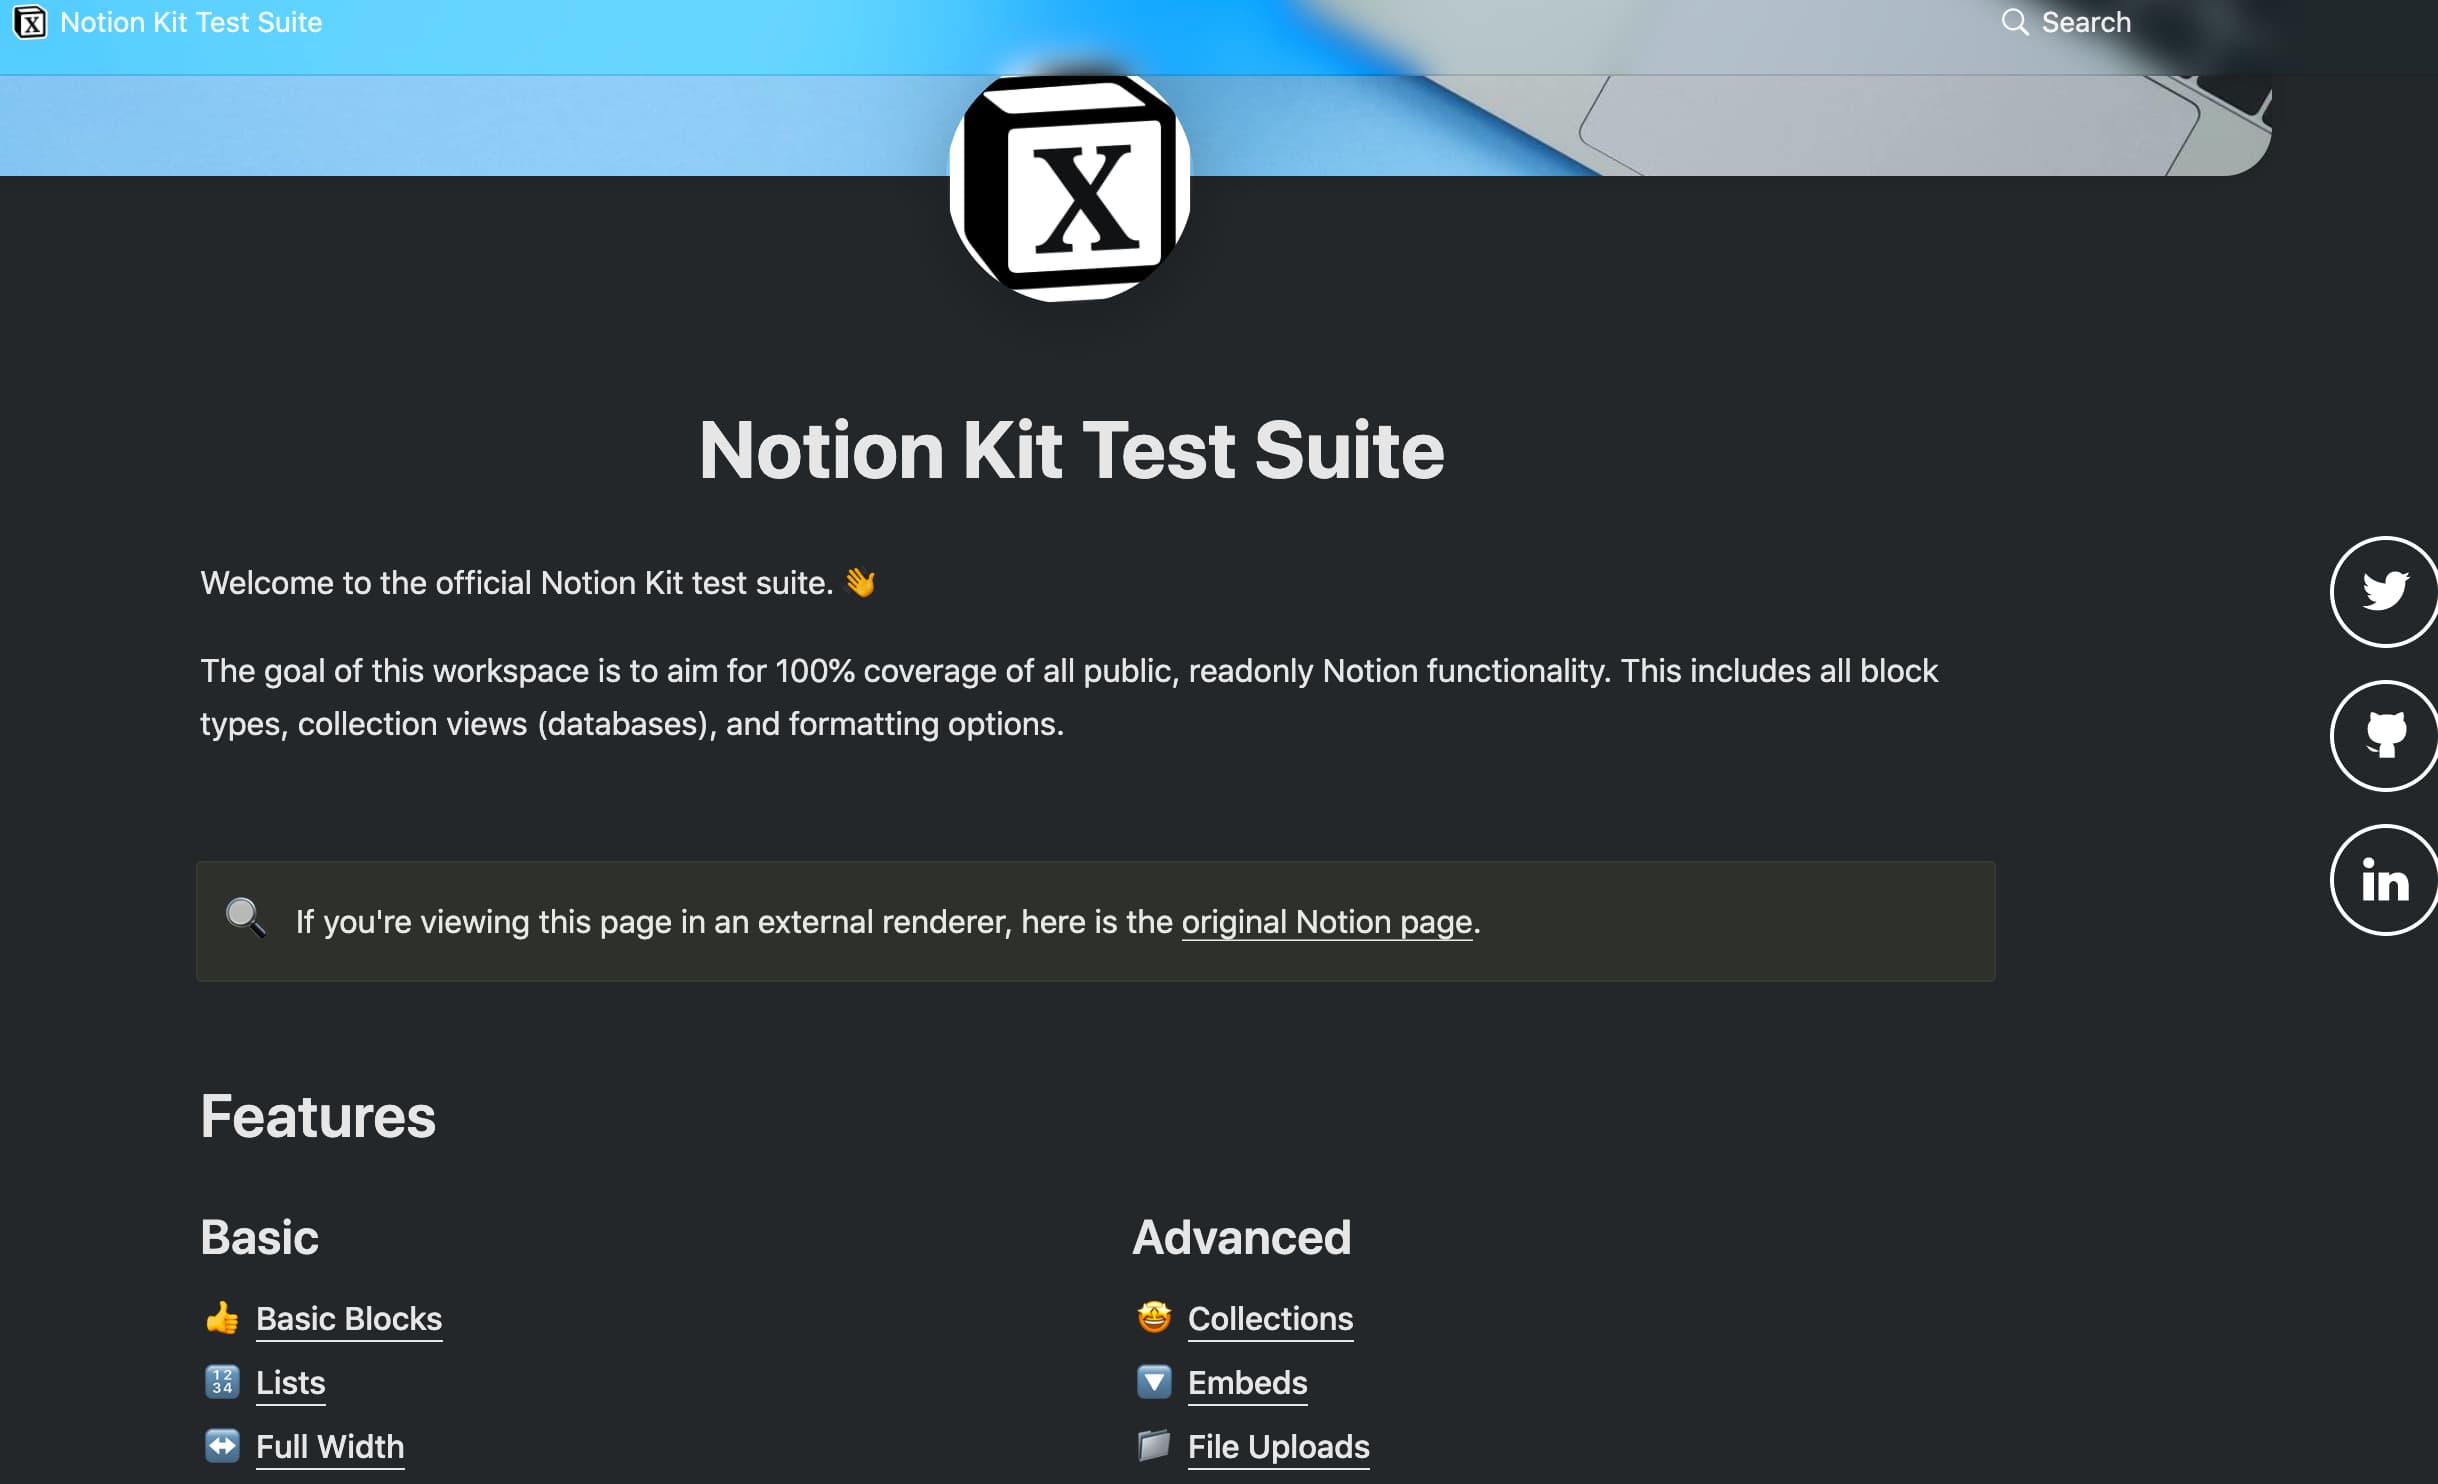 Notion Kit Test Suite
Search
X
Notion Kit Test Suite
Welcome to the official Notion Kit test suite. 👋
The goal of this workspace is to aim for 100% coverage of all public, readonly Notion functionality. This includes all block
types, collection views (databases), and formatting options.
🔍 If you're viewing this page in an external renderer, here is the original Notion page.
Features
Basic
👍 Basic Blocks
🔢 Lists
↔️ Full Width
Advanced
🤩 Collections
🔽 Embeds
📁 File Uploads
in